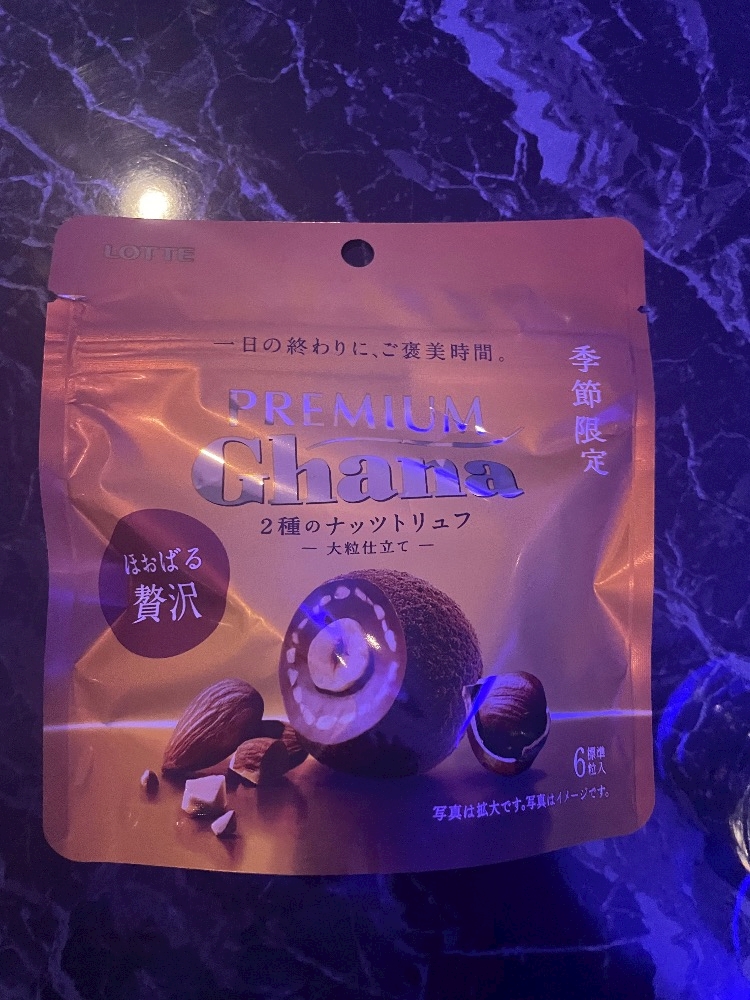 LOTTE
一日の終わりに、ご褒美時間。
季節限定
PREMIUM
Ghana
2種のナッツトリュフ
― 大粒仕立て ―
ほおばる
贅沢
6標準
粒入
写真は拡大です。写真はイメージです。